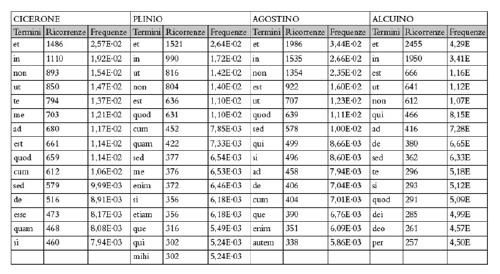 CICERONE PLINIO AGOSTINO ALCUINO
Termini Ricorrenze Frequenze Termini Ricorrenze Frequenze Termini Ricorrenze Frequenze Termini Ricorrenze Frequenze
et 1486 2,57E-02 et 1521 2,64E-02 et 1986 3,44E-02 et 2455 4,29E
in 1110 1,92E-02 in 990 1,72E-02 in 1535 2,66E-02 in 1950 3,41E
non 893 1,54E-02 ut 816 1,42E-02 non 1354 2,35E-02 est 666 1,16E
ut 850 1,47E-02 non 804 1,40E-02 est 922 1,60E-02 ut 641 1,12E
te 794 1,37E-02 est 636 1,10E-02 ut 707 1,23E-02 non 612 1,07E
me 703 1,21E-02 quod 631 1,10E-02 quod 639 1,11E-02 qui 466 8,15E
ad 680 1,17E-02 cum 452 7,85E-03 sed 578 1,00E-02 ad 416 7,28E
est 661 1,14E-02 quam 422 7,33E-03 qui 499 8,66E-03 de 380 6,65E
quod 659 1,14E-02 sed 377 6,54E-03 si 496 8,60E-03 sed 362 6,33E
cum 612 1,06E-02 me 376 6,53E-03 ad 458 7,94E-03 te 296 5,18E
sed 579 9,99E-03 enim 372 6,46E-03 de 406 7,04E-03 si 293 5,12E
de 516 8,91E-03 si 356 6,18E-03 cum 404 7,01E-03 quod 291 5,09E
esse 473 8,17E-03 etiam 356 6,18E-03 que 390 6,76E-03 dei 285 4,99E
quam 468 8,08E-03 que 316 5,49E-03 enim 351 6,09E-03 deo 261 4,57E
si 460 7,94E-03 qui 302 5,24E-03 autem 338 5,86E-03 per 257 4,50E
mihi 302 5,24E-03